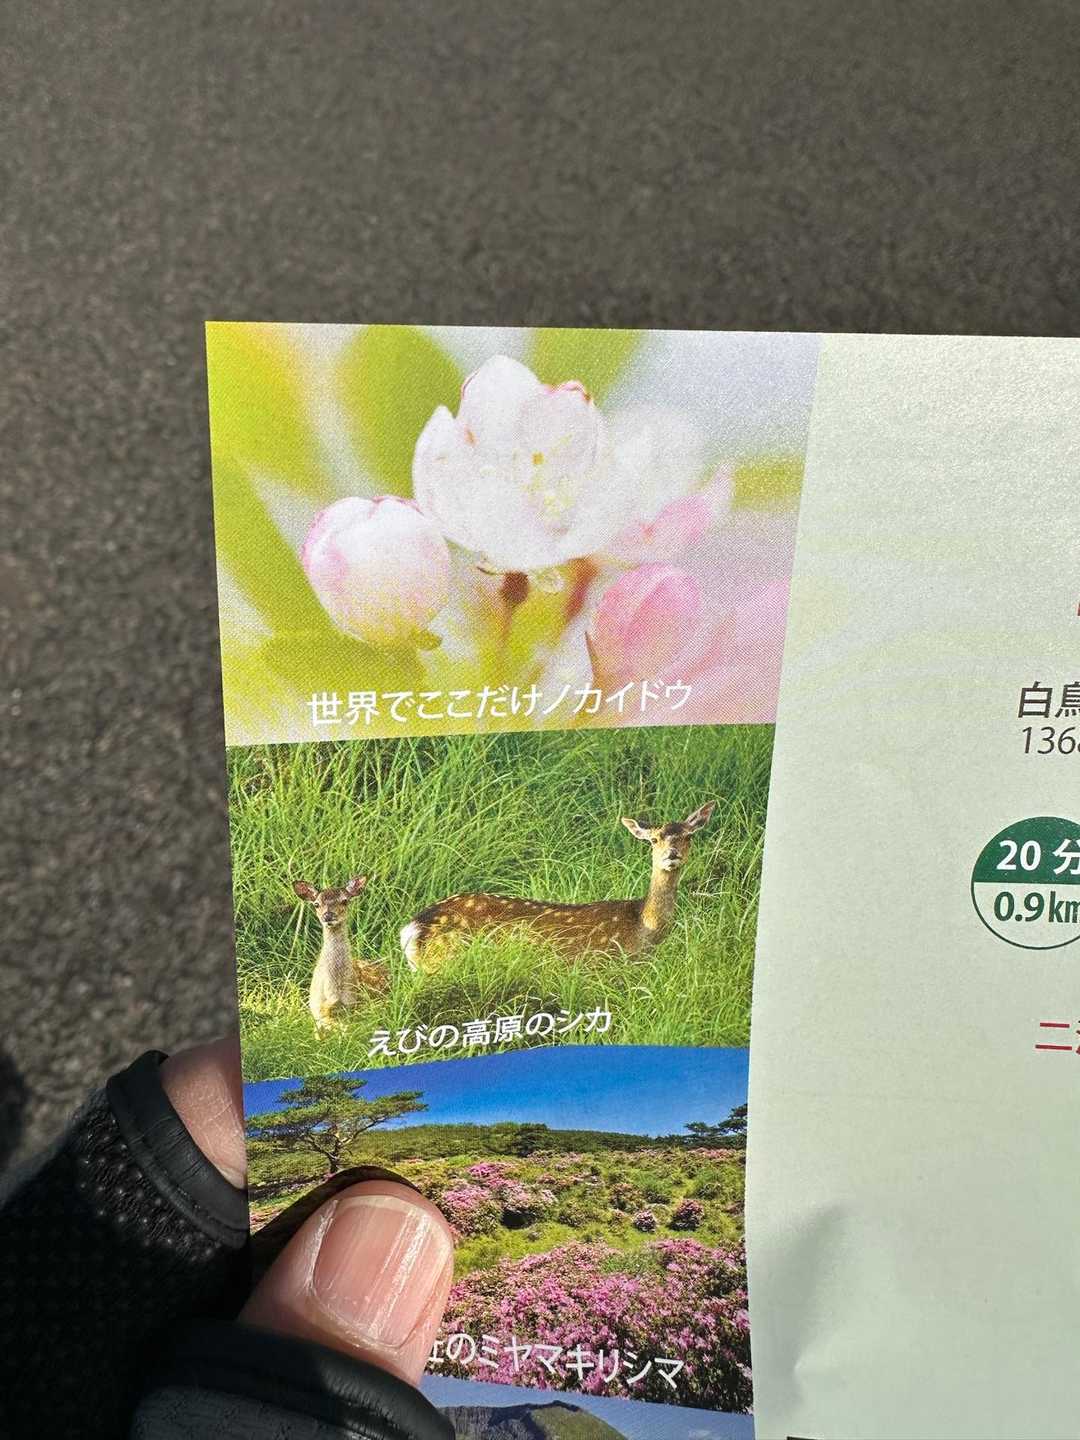 世界でここだけノカイドウ
えびの高原のシカ
のミヤマキリシマ
白鳥
136
20 分
0.9km
二